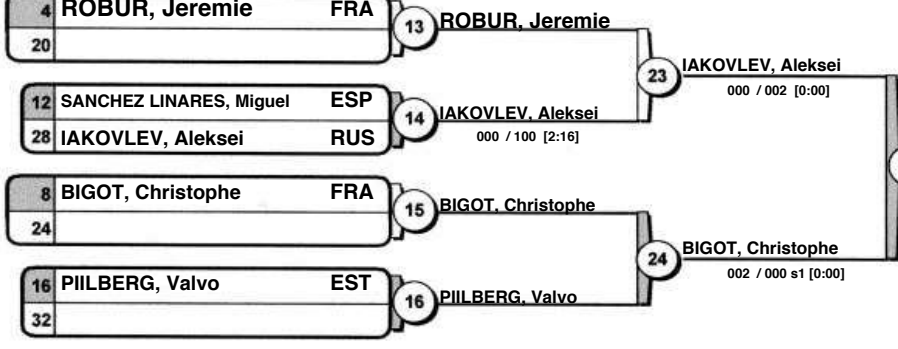 4 ROBUR, Jeremie FRA
20
13
ROBUR, Jeremie
12 SANCHEZ LINARES, Miguel ESP
28 IAKOVLEV, Aleksei RUS
14
IAKOVLEV, Aleksei
000 / 100 [2:16]
23
IAKOVLEV, Aleksei
000 / 002 [0:00]
8 BIGOT, Christophe FRA
24
15
BIGOT, Christophe
16 PIILBERG, Valvo EST
32
16
PIILBERG, Valvo
24
BIGOT, Christophe
002 / 000 s1 [0:00]